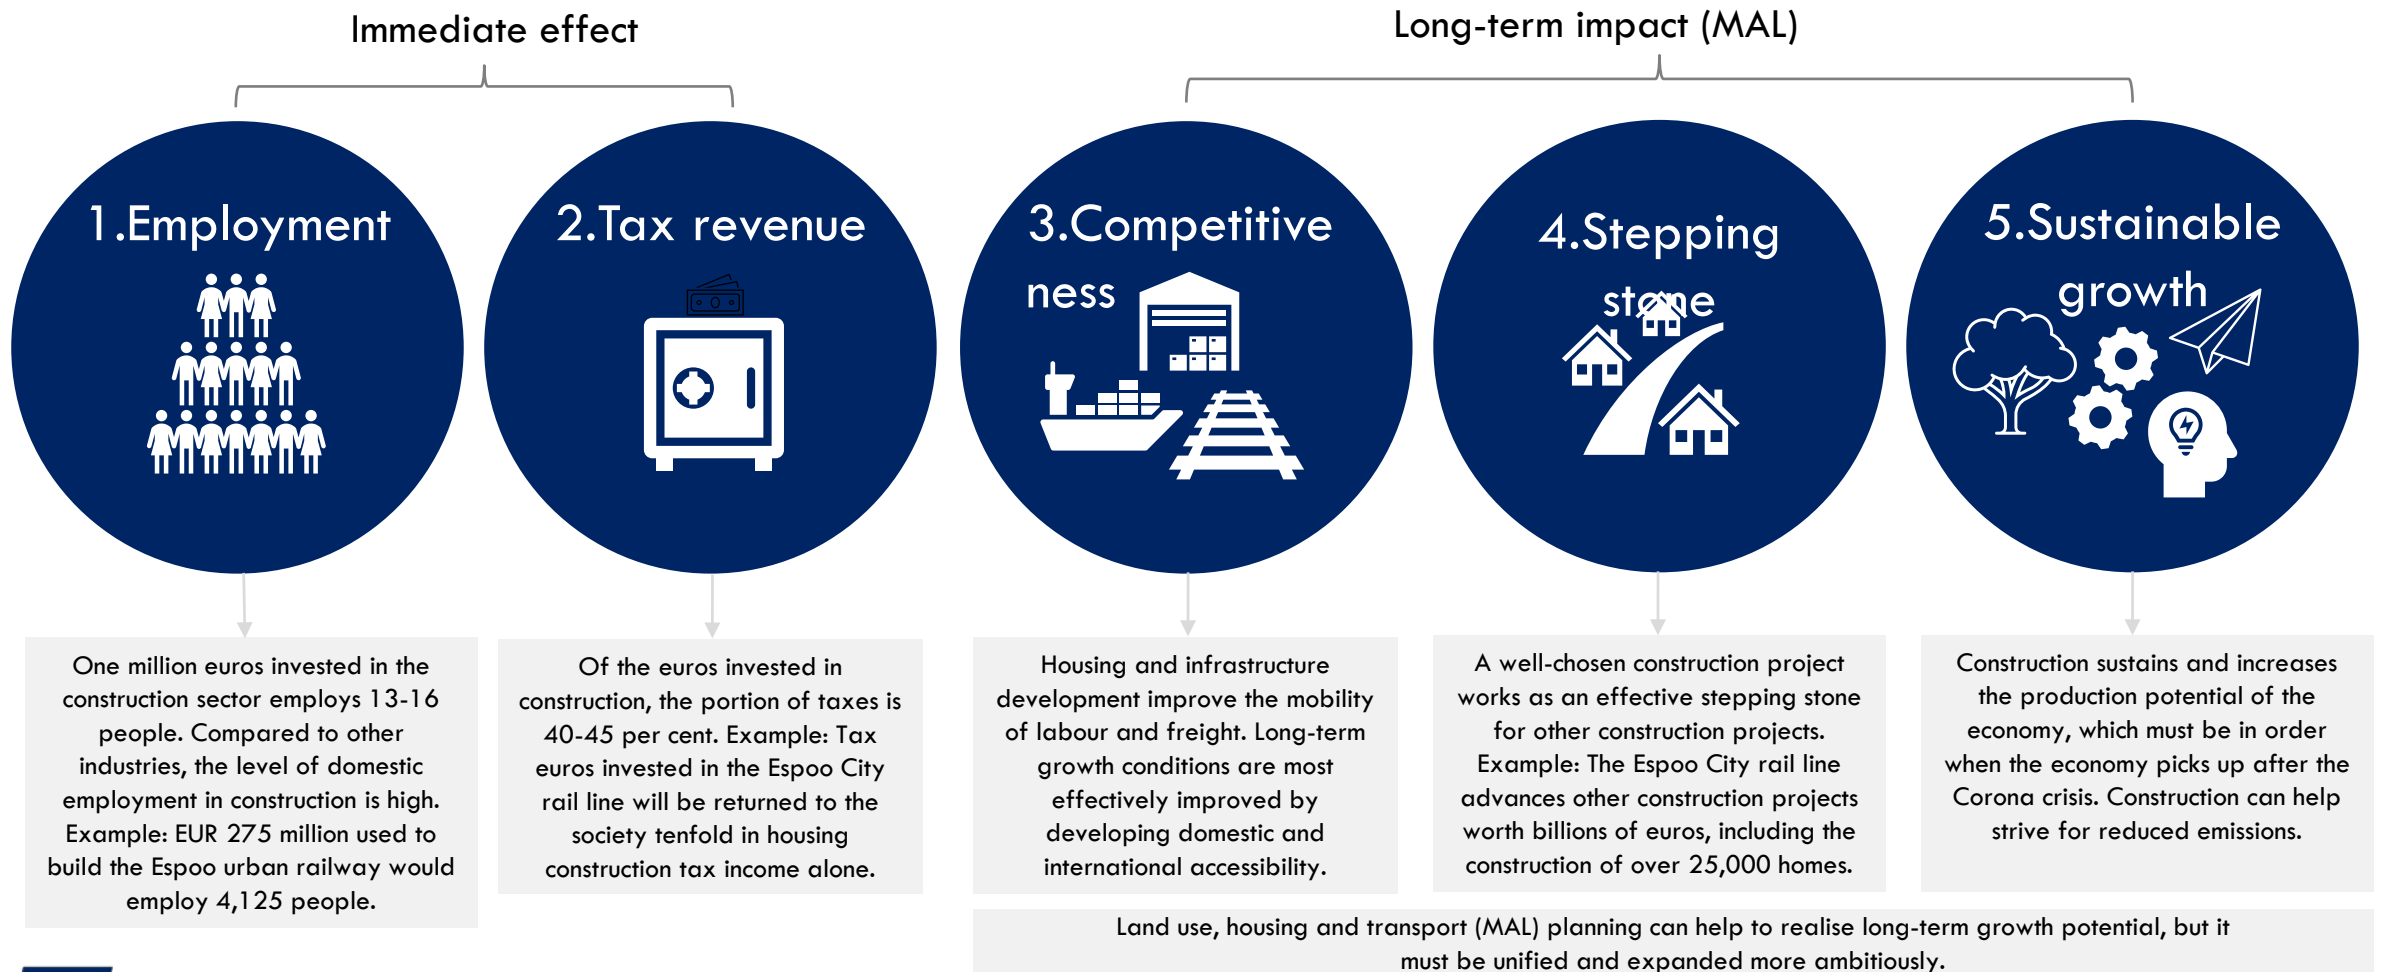 Immediate effect
Long-term impact (MAL)
1.Employment
2.Tax revenue
3.Competitive
ness
4.Stepping
stone
5.Sustainable
growth
One million euros invested in the
construction sector employs 13-16
people. Compared to other
industries, the level of domestic
employment in construction is high.
Example: EUR 275 million used to
build the Espoo urban railway would
employ 4,125 people.
Of the euros invested in
construction, the portion of taxes is
40-45 per cent. Example: Tax
euros invested in the Espoo City
rail line will be returned to the
society tenfold in housing
construction tax income alone.
Housing and infrastructure
development improve the mobility
of labour and freight. Long-term
growth conditions are most
effectively improved by
developing domestic and
international accessibility.
A well-chosen construction project
works as an effective stepping stone
for other construction projects.
Example: The Espoo City rail line
advances other construction projects
worth billions of euros, including the
construction of over 25,000 homes.
Construction sustains and increases
the production potential of the
economy, which must be in order
when the economy picks up after the
Corona crisis. Construction can help
strive for reduced emissions.
Land use, housing and transport (MAL) planning can help to realise long-term growth potential, but it
must be unified and expanded more ambitiously.